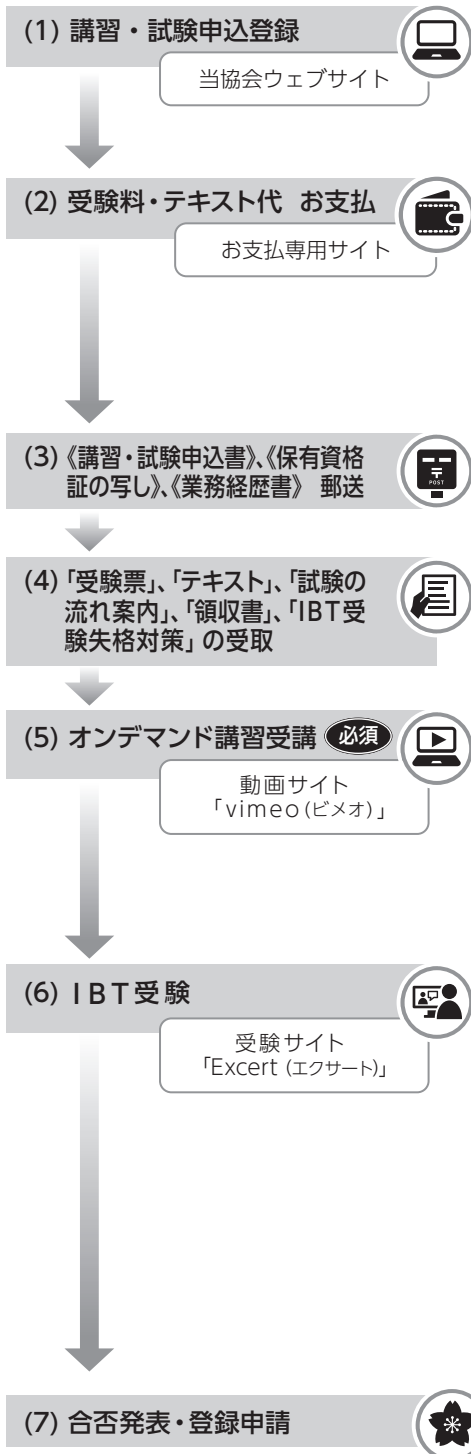 (1) 講習・試験申込登録
当協会ウェブサイト
(2) 受験料・テキスト代 お支払
お支払専用サイト
(3)《講習・試験申込書》、《保有資格
証の写し》、《業務経歴書》 郵送
〒
POST
(4)「受験票」、「テキスト」、「試験の
流れ案内」、「領収書」、「IBT受
験失格対策」の受取
(5) オンデマンド講習受講 必須
動画サイト
「vimeo(ビメオ)」
(6) IBT受験
受験サイト
「Excert (エクサート)」
(7) 合否発表・登録申請